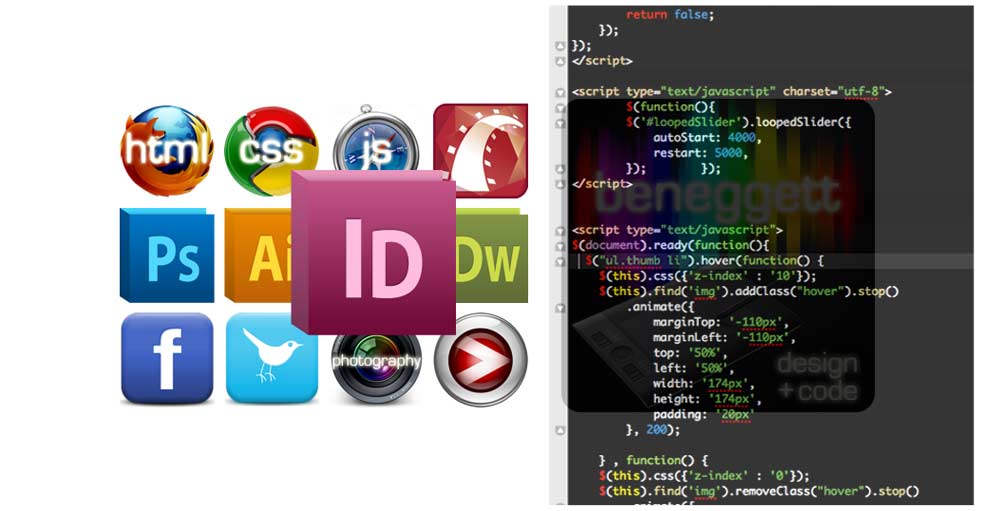 html css js
Ps Ai Id Dw
f photography
return false;
});
});
</script>
<script type="text/javascript" charset="utf-8">
$(function(){
$('#loopedSlider').loopedSlider({
autoStart: 4000,
restart: 5000,
}); });
</script>
beneggett
<script type="text/javascript">
$(document).ready(function(){
$("ul.thumb li").hover(function() {
$(this).css({'z-index' : '10'});
$(this).find('img').addClass("hover").stop()
.animate({
marginTop: '-110px',
marginLeft: '-110px',
top: '50%',
left: '50%',
width: '174px',
height: '174px',
padding: '20px'
}, 200);
design
+ code
} , function() {
$(this).css({'z-index' : '0'});
$(this).find('img').removeClass("hover").stop()
.animate({